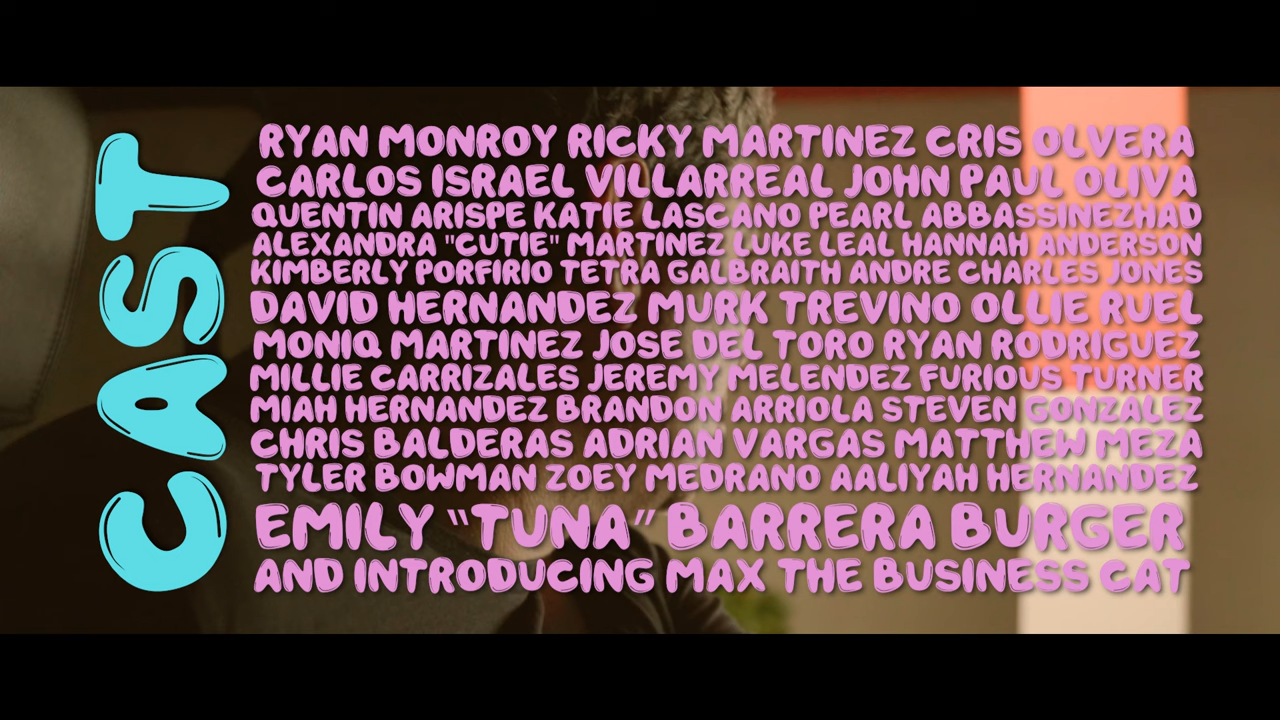 CAST
RYAN MONROY RICKY MARTINEZ CRIS OLVERA
CARLOS ISRAEL VILLARREAL JOHN PAUL OLIVA
QUENTIN ARISPE KATIE LASCANO PEARL ABBASSINEZHAD
ALEXANDRA "CUTIE" MARTINEZ LUKE LEAL HANNAH ANDERSON
KIMBERLY PORFIRIO TETRA GALBRAITH ANDRE CHARLES JONES
DAVID HERNANDEZ MURK TREVINO OLLIE RUEL
MONIQ MARTINEZ JOSE DEL TORO RYAN RODRIGUEZ
MILLIE CARRIZALES JEREMY MELENDEZ FURIOUS TURNER
MIAH HERNANDEZ BRANDON ARRIOLA STEVEN GONZALEZ
CHRIS BALDERAS ADRIAN VARGAS MATTHEW MEZA
TYLER BOWMAN ZOEY MEDRANO AALIYAH HERNANDEZ
EMILY “TUNA” BARRERA BURGER
AND INTRODUCING MAX THE BUSINESS CAT